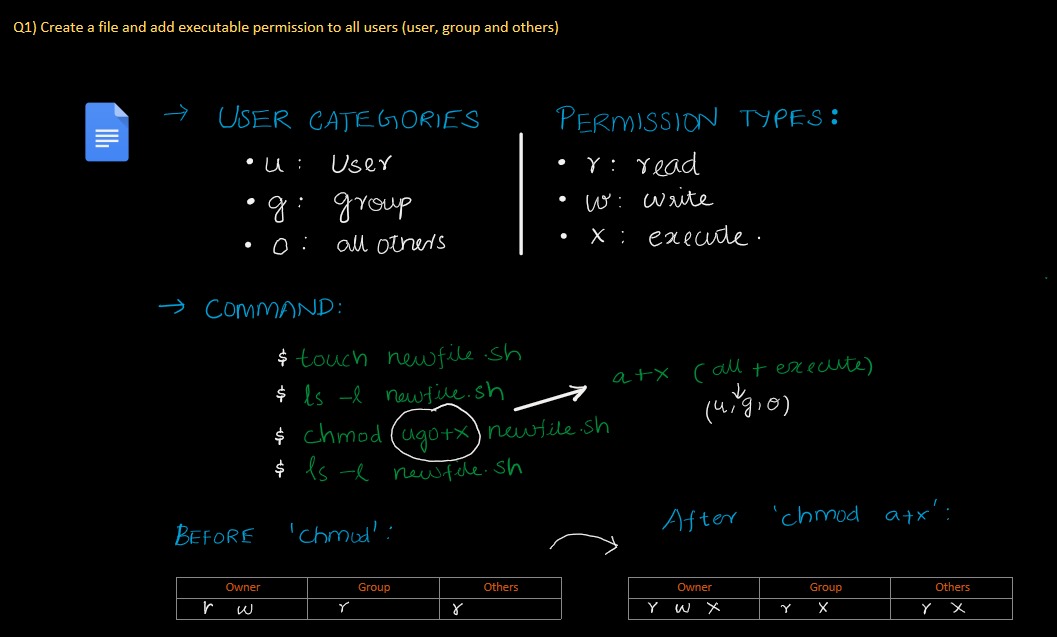 Q1) Create a file and add executable permission to all users (user, group and others)
→ USER CATEGORIES
• u : User
• g : group
• o : all others
PERMISSION TYPES :
• r : read
• w : write
• x : execute .
→ COMMAND :
$ touch newfile.sh
$ ls -l newfile.sh
$ chmod ugo+x newfile.sh
$ ls -l newfile.sh
a+x (all + execute)
(u,g,o)
BEFORE 'chmod' :
Owner Group Others
r w r r
After 'chmod a+x' :
Owner Group Others
r w x r x r x